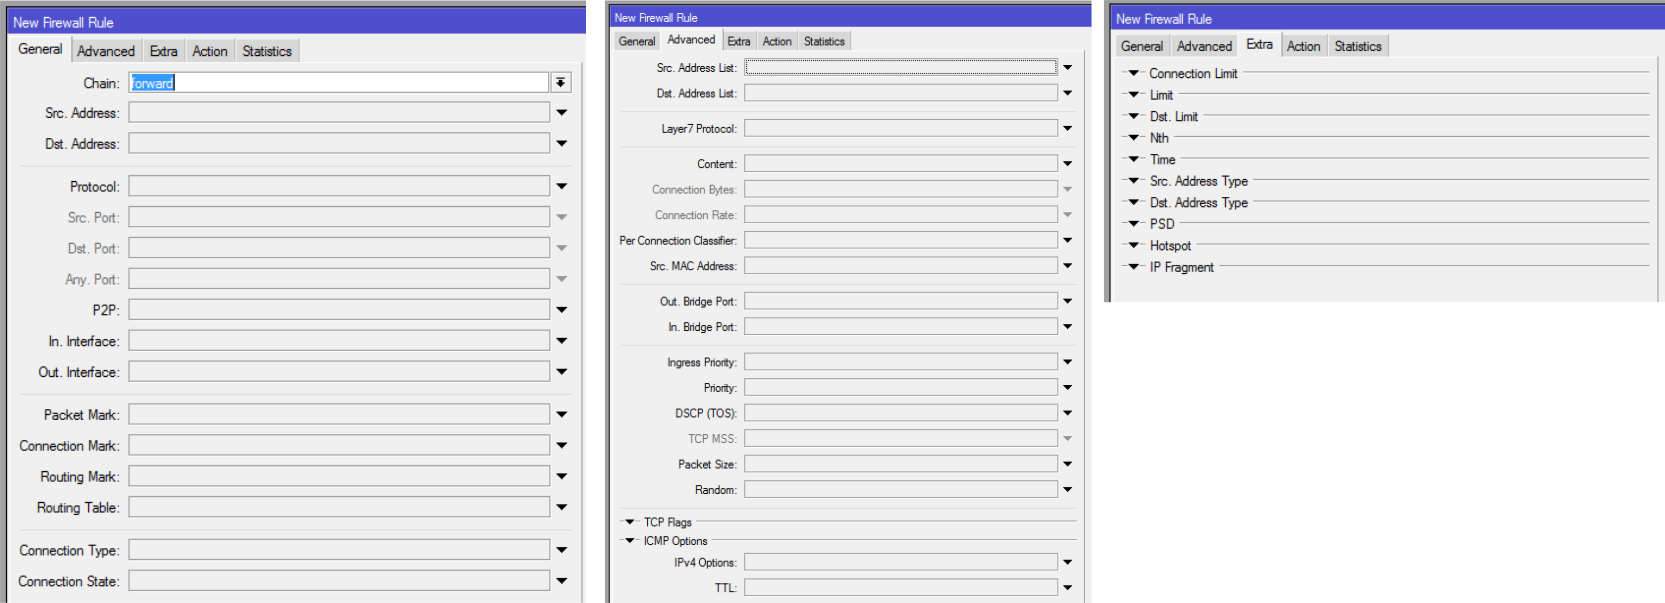 New Firewall Rule
General Advanced Extra Action Statistics
Chain: forward
Src. Address:
Dst. Address:
Protocol:
Src. Port:
Dst. Port:
Any. Port:
P2P:
In. Interface:
Out. Interface:
Packet Mark:
Connection Mark:
Routing Mark:
Routing Table:
Connection Type:
Connection State:
New Firewall Rule
General Advanced Extra Action Statistics
Src. Address List:
Dst. Address List:
Layer7 Protocol:
Content:
Connection Bytes:
Connection Rate:
Per Connection Classifier:
Src. MAC Address:
Out. Bridge Port:
In. Bridge Port:
Ingress Priority:
Priority:
DSCP (TOS):
TCP MSS:
Packet Size:
Random:
TCP Flags
ICMP Options
IPv4 Options:
TTL:
New Firewall Rule
General Advanced Extra Action Statistics
Connection Limit
Limit
Dst. Limit
Nth
Time
Src. Address Type
Dst. Address Type
PSD
Hotspot
IP Fragment